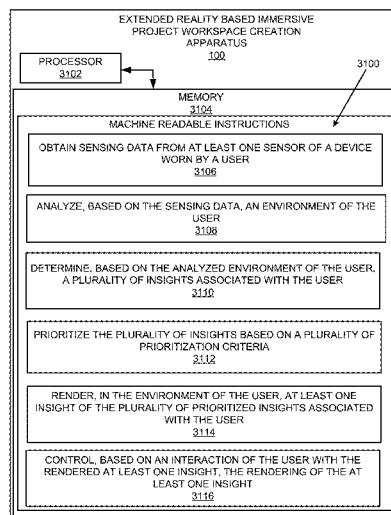 EXTENDED REALITY BASED IMMERSIVE
PROJECT WORKSPACE CREATION
APPARATUS
100
PROCESSOR
3102
MEMORY
3104
3100
MACHINE READABLE INSTRUCTIONS
OBTAIN SENSING DATA FROM AT LEAST ONE SENSOR OF A DEVICE
WORN BY A USER
3106
ANALYZE, BASED ON THE SENSING DATA, AN ENVIRONMENT OF THE
USER
3108
DETERMINE, BASED ON THE ANALYZED ENVIRONMENT OF THE USER,
A PLURALITY OF INSIGHTS ASSOCIATED WITH THE USER
3110
PRIORITIZE THE PLURALITY OF INSIGHTS BASED ON A PLURALITY OF
PRIORITIZATION CRITERIA
3112
RENDER, IN THE ENVIRONMENT OF THE USER, AT LEAST ONE
INSIGHT OF THE PLURALITY OF PRIORITIZED INSIGHTS ASSOCIATED
WITH THE USER
3114
CONTROL, BASED ON AN INTERACTION OF THE USER WITH THE
RENDERED AT LEAST ONE INSIGHT, THE RENDERING OF THE AT
LEAST ONE INSIGHT
3116